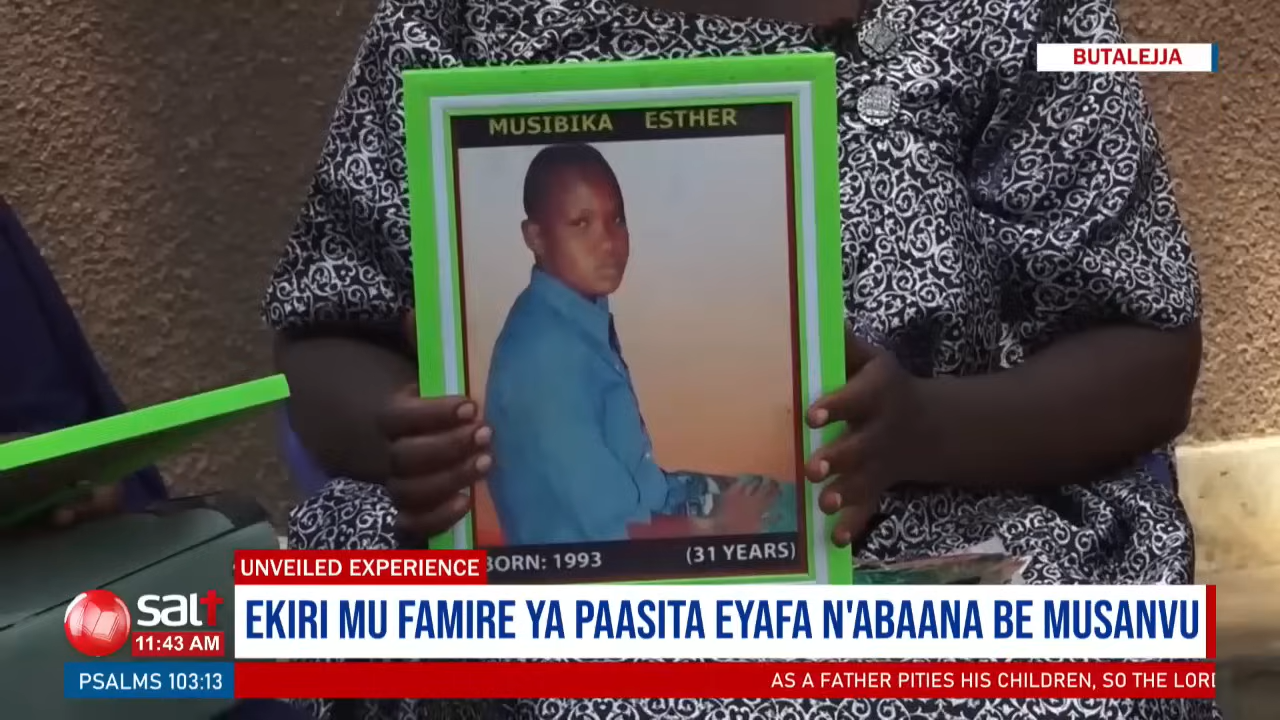 BUTALEJJA
MUSIBIKA ESTHER
BORN: 1993 (31 YEARS)
UNVEILED EXPERIENCE
salt
11:43 AM
EKIRI MU FAMIRE YA PAASITA EYAFA N'ABAANA BE MUSANVU
PSALMS 103:13
AS A FATHER PITIES HIS CHILDREN, SO THE LORD